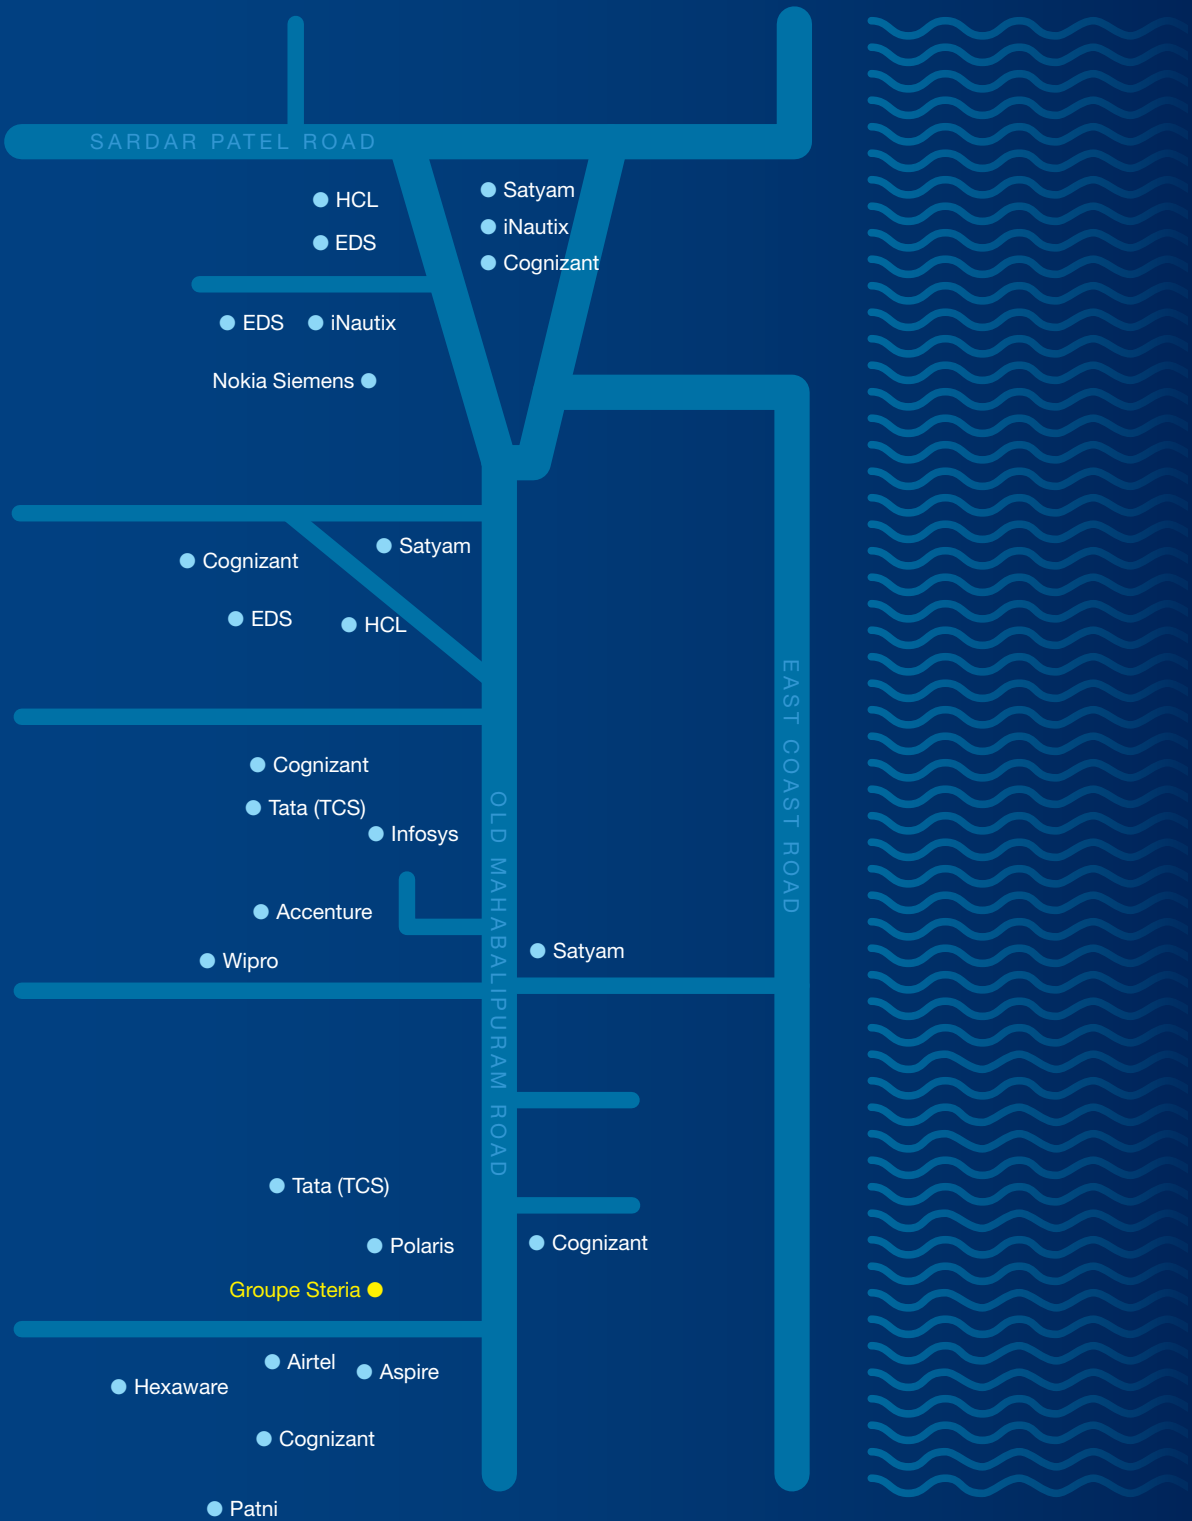 SARDAR PATEL ROAD
HCL
EDS
Satyam
iNautix
Cognizant
EDS
iNautix
Nokia Siemens
Satyam
Cognizant
EDS
HCL
EAST COAST ROAD
OLD MAHABALIPURAM ROAD
Cognizant
Tata (TCS)
Infosys
Accenture
Wipro
Satyam
Tata (TCS)
Polaris
Cognizant
Groupe Steria
Airtel
Aspire
Hexaware
Cognizant
Patni